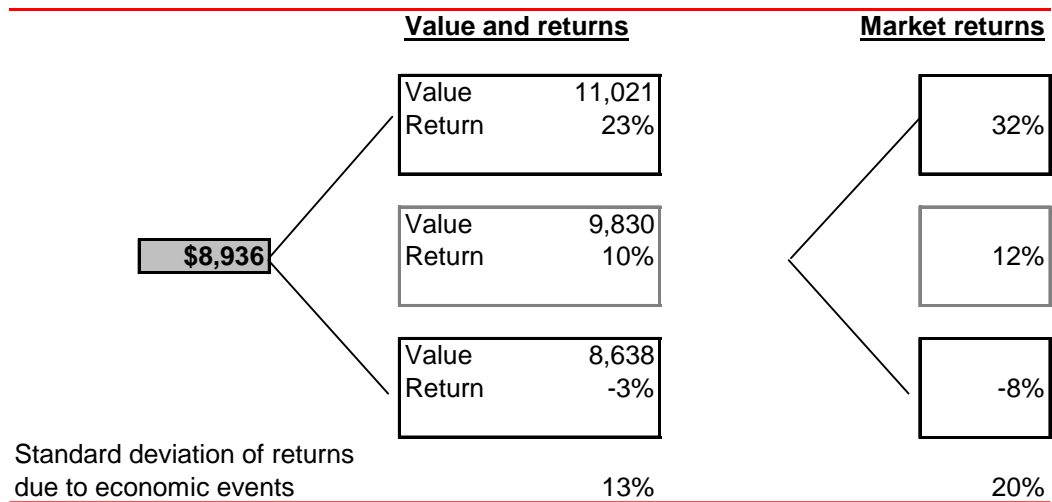 Value and returns Market returns
Value 11,021
Return 23% 32%
Value 9,830
$8,936 Return 10% 12%
Value 8,638
Return -3% -8%
Standard deviation of returns
due to economic events 13% 20%